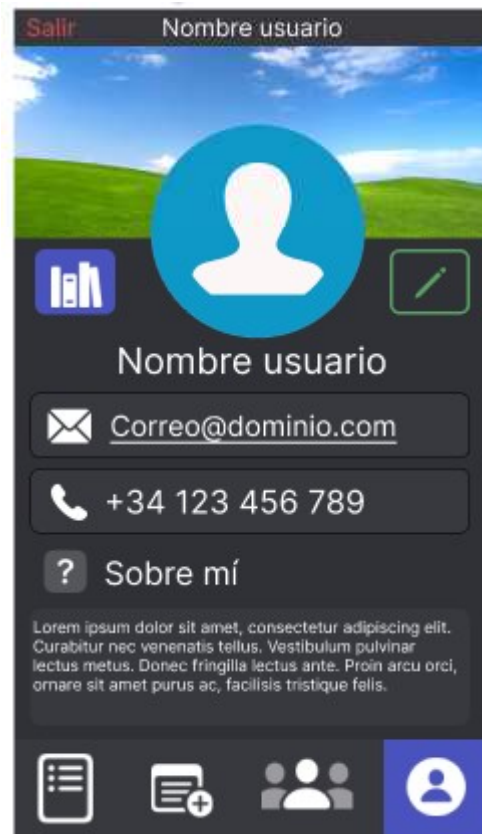 Salir Nombre usuario
Nombre usuario
Correo@dominio.com
+34 123 456 789
? Sobre mí
Lorem ipsum dolor sit amet, consectetur adipiscing elit.
Curabitur nec venenatis tellus. Vestibulum pulvinar
lectus metus. Donec fringilla lectus ante. Proin arcu orci,
ornare sit amet purus ac, facilisis tristique felis.